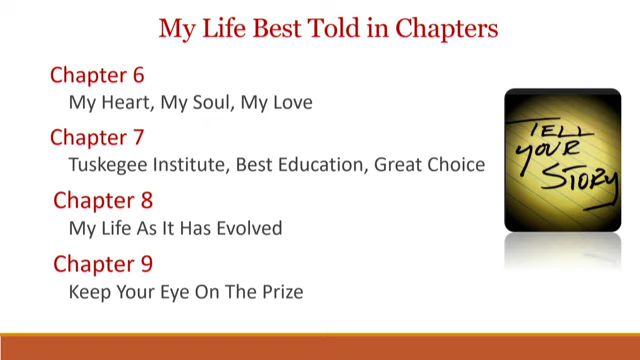 My Life Best Told in Chapters
Chapter 6
My Heart, My Soul, My Love
Chapter 7
Tuskegee Institute, Best Education, Great Choice
Chapter 8
My Life As It Has Evolved
Chapter 9
Keep Your Eye On The Prize
TELL
YOUR
STORY